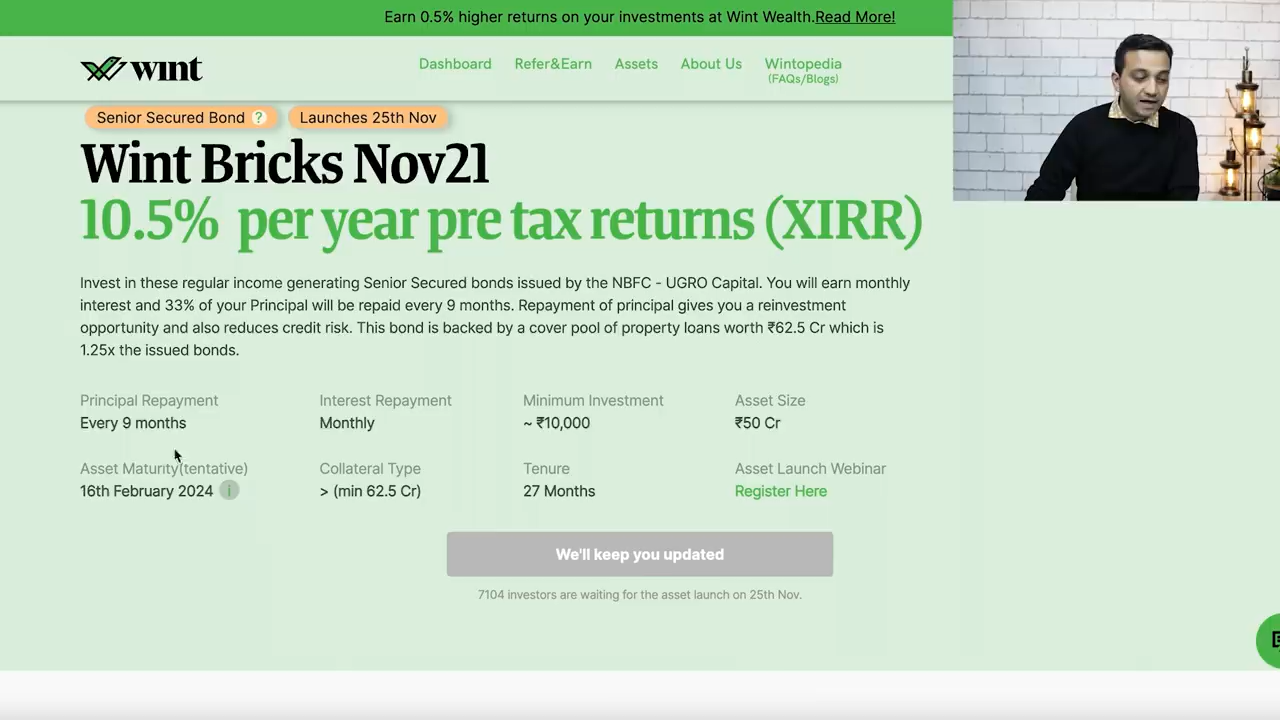 Earn 0.5% higher returns on your investments at Wint Wealth.Read More!
wint
Dashboard
Refer&Earn
Assets
About Us
Wintopedia
(FAQs/Blogs)
Senior Secured Bond ?
Launches 25th Nov
Wint Bricks Nov21
10.5% per year pre tax returns (XIRR)
Invest in these regular income generating Senior Secured bonds issued by the NBFC - UGRO Capital. You will earn monthly
interest and 33% of your Principal will be repaid every 9 months. Repayment of principal gives you a reinvestment
opportunity and also reduces credit risk. This bond is backed by a cover pool of property loans worth ₹62.5 Cr which is
1.25x the issued bonds.
Principal Repayment
Every 9 months
Interest Repayment
Monthly
Minimum Investment
~ ₹10,000
Asset Size
₹50 Cr
Asset Maturity(tentative)
16th February 2024 i
Collateral Type
> (min 62.5 Cr)
Tenure
27 Months
Asset Launch Webinar
Register Here
We'll keep you updated
7104 investors are waiting for the asset launch on 25th Nov.